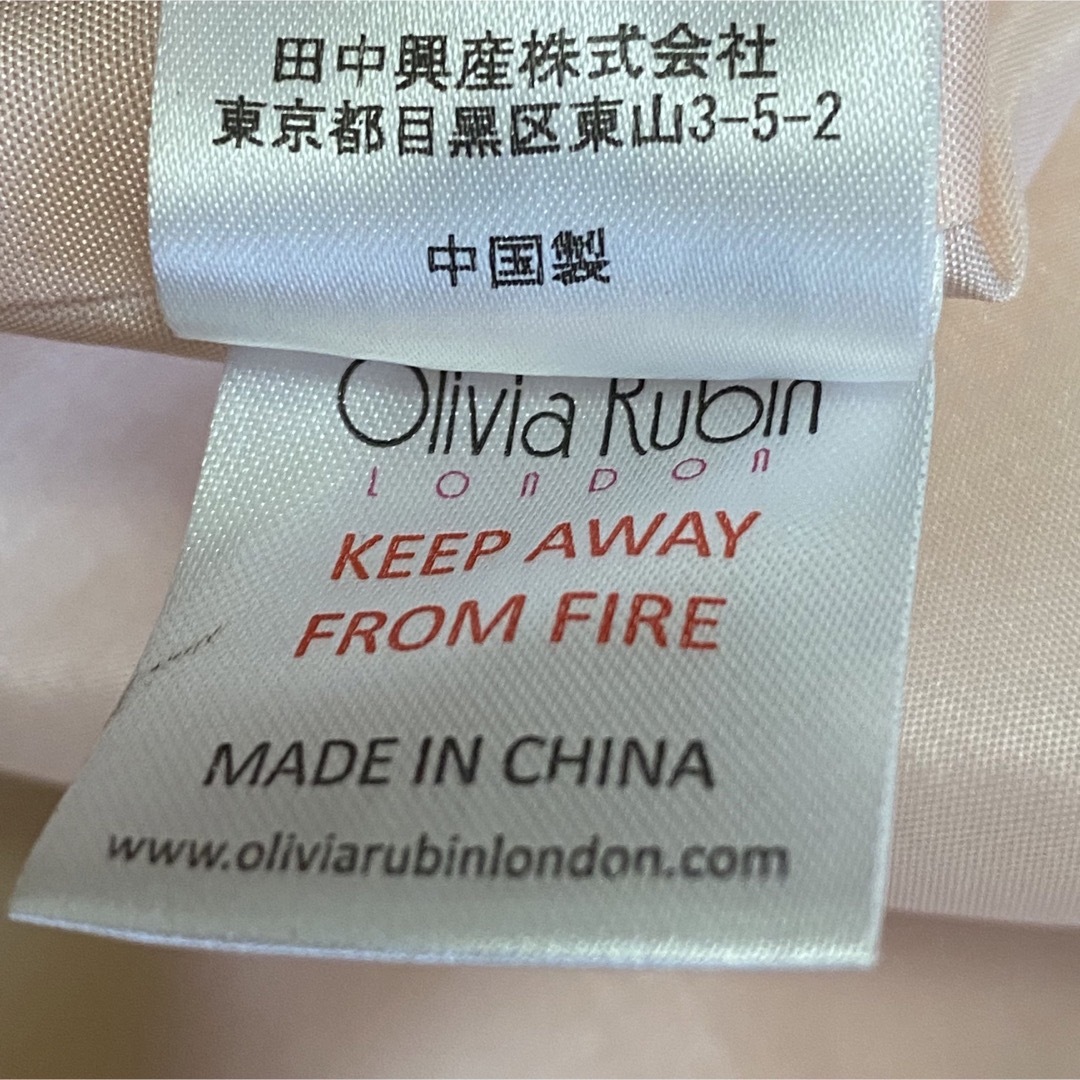 田中興産株式会社
東京都目黒区東山3-5-2
中国製
Olivia Rubin
LONDON
KEEP AWAY
FROM FIRE
MADE IN CHINA
www.oliviarubinlondon.com